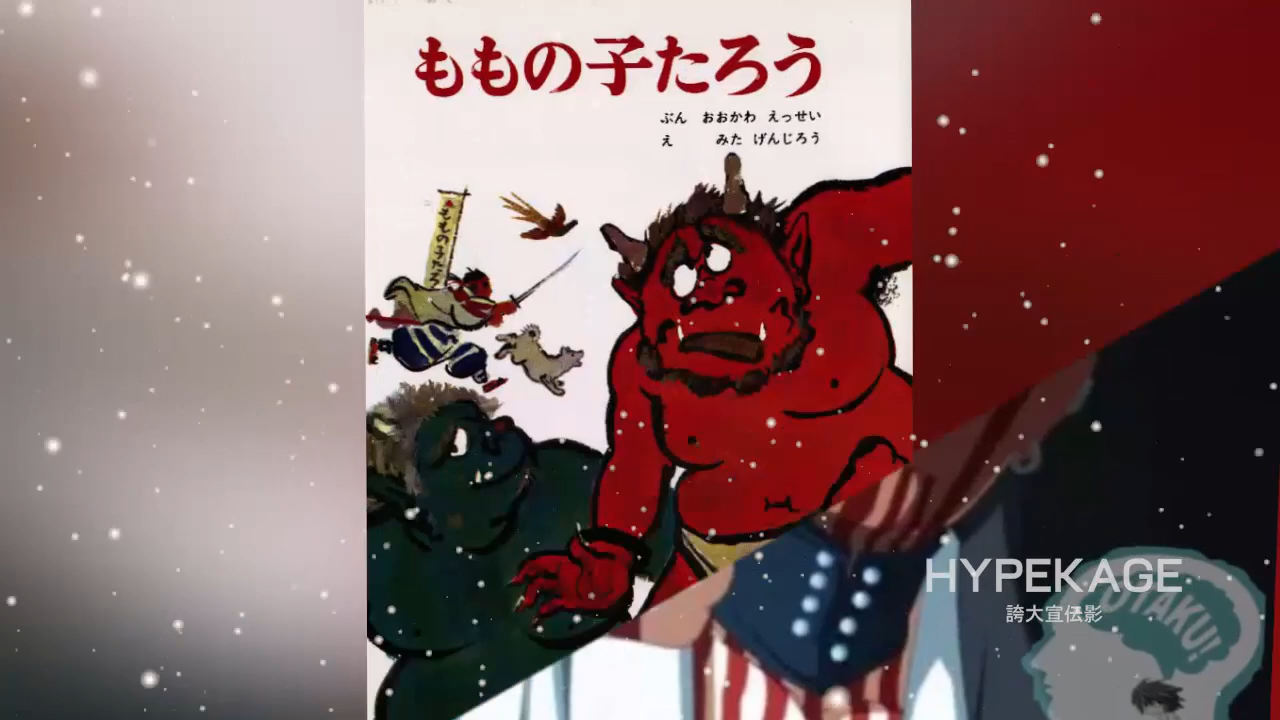 ももの子たろう
ぶん おおかわ えっせい
え みた げんじろう
ももの子たろ
HYPEKAGE
誇大宣伝影
OTAKU!